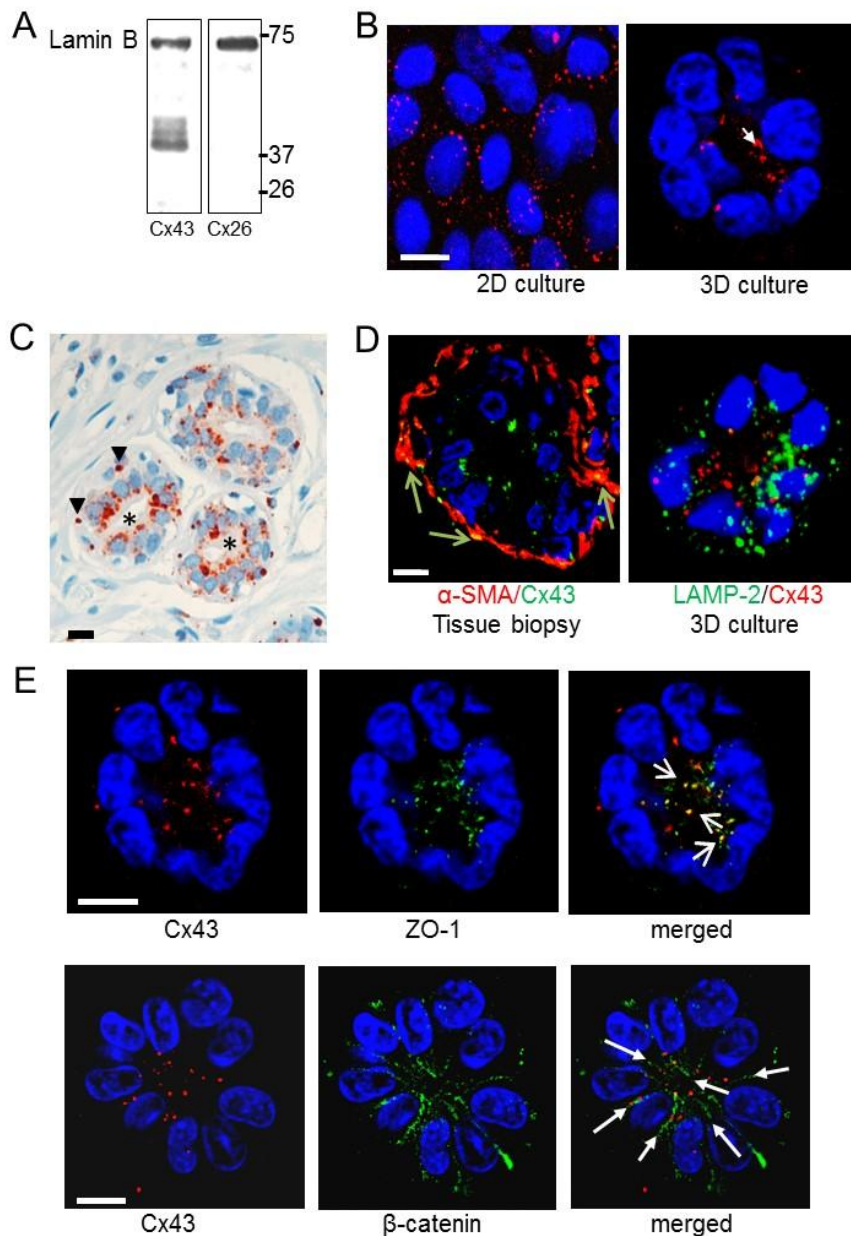 A
Lamin B
75
37
26
Cx43
Cx26
B
2D culture
3D culture
C
*
*
D
α-SMA/Cx43
Tissue biopsy
LAMP-2/Cx43
3D culture
E
Cx43
ZO-1
merged
Cx43
β-catenin
merged